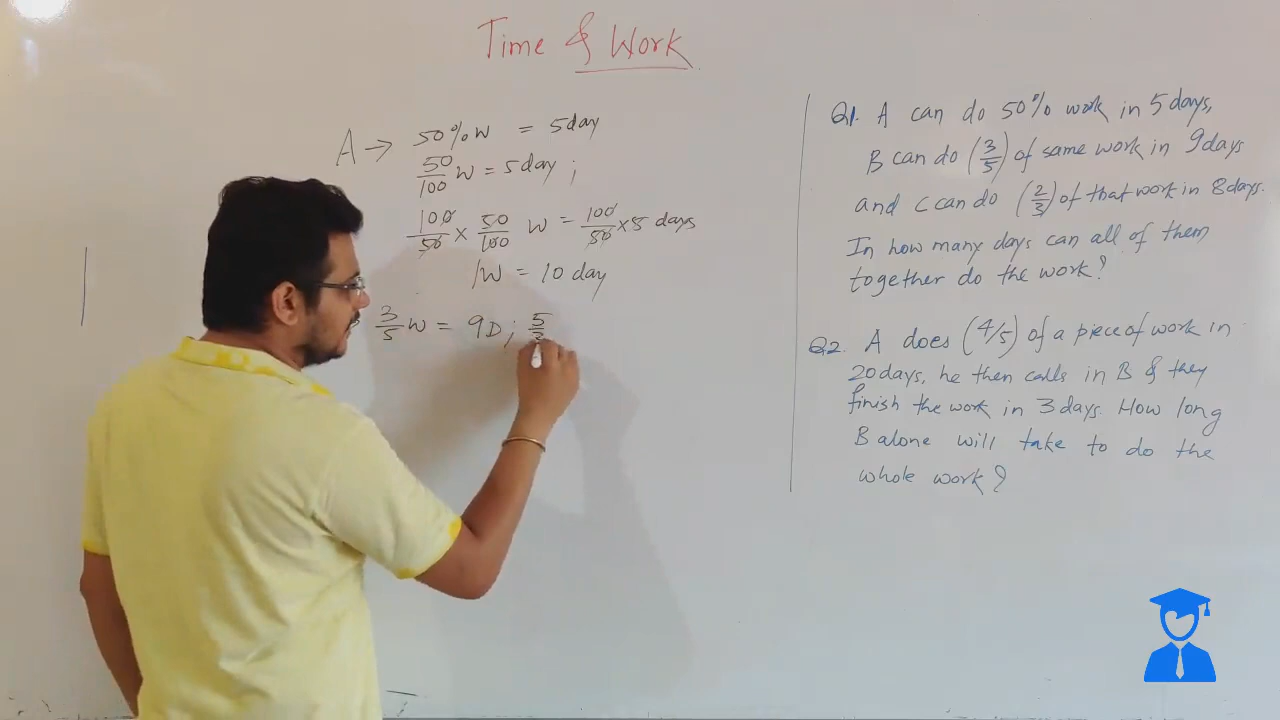 Time & Work
A → 50% W = 5 day
50/100 W = 5 day ;
100/50 × 50/100 W = 100/50 × 5 days
1W = 10 day
3/5 W = 9D ; 5/3
Q1. A can do 50% work in 5 days,
B can do (3/5) of same work in 9 days
and C can do (2/3) of that work in 8 days.
In how many days can all of them
together do the work?
Q2. A does (4/5) of a piece of work in
20 days, he then calls in B & they
finish the work in 3 days. How long
B alone will take to do the
whole work?